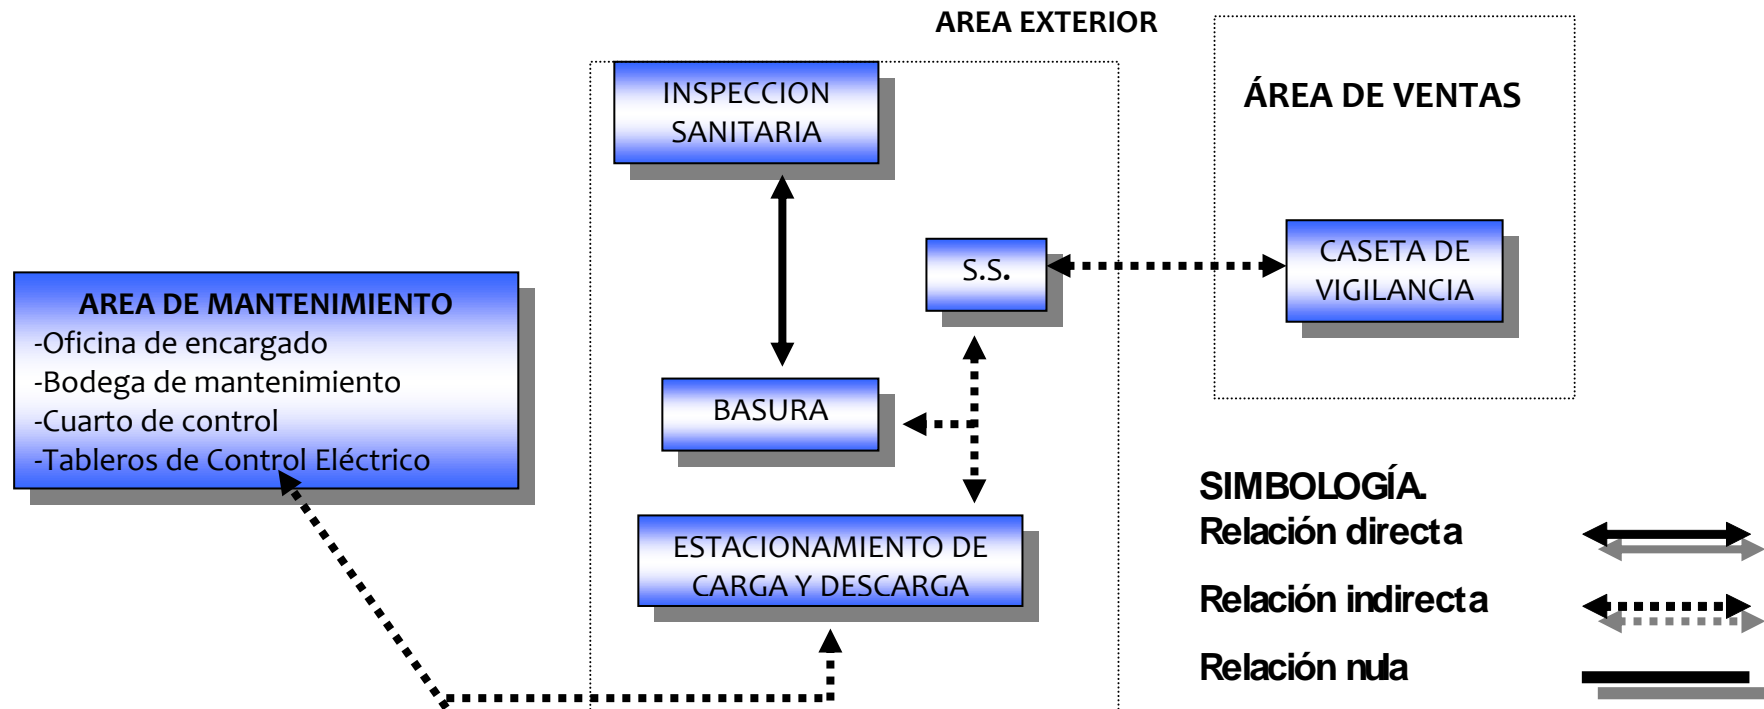 AREA EXTERIOR
INSPECCION
SANITARIA
ÁREA DE VENTAS
S.S.
CASETA DE
VIGILANCIA
AREA DE MANTENIMIENTO
-Oficina de encargado
-Bodega de mantenimiento
-Cuarto de control
-Tableros de Control Eléctrico
BASURA
ESTACIONAMIENTO DE
CARGA Y DESCARGA
SIMBOLOGÍA.
Relación directa
Relación indirecta
Relación nula